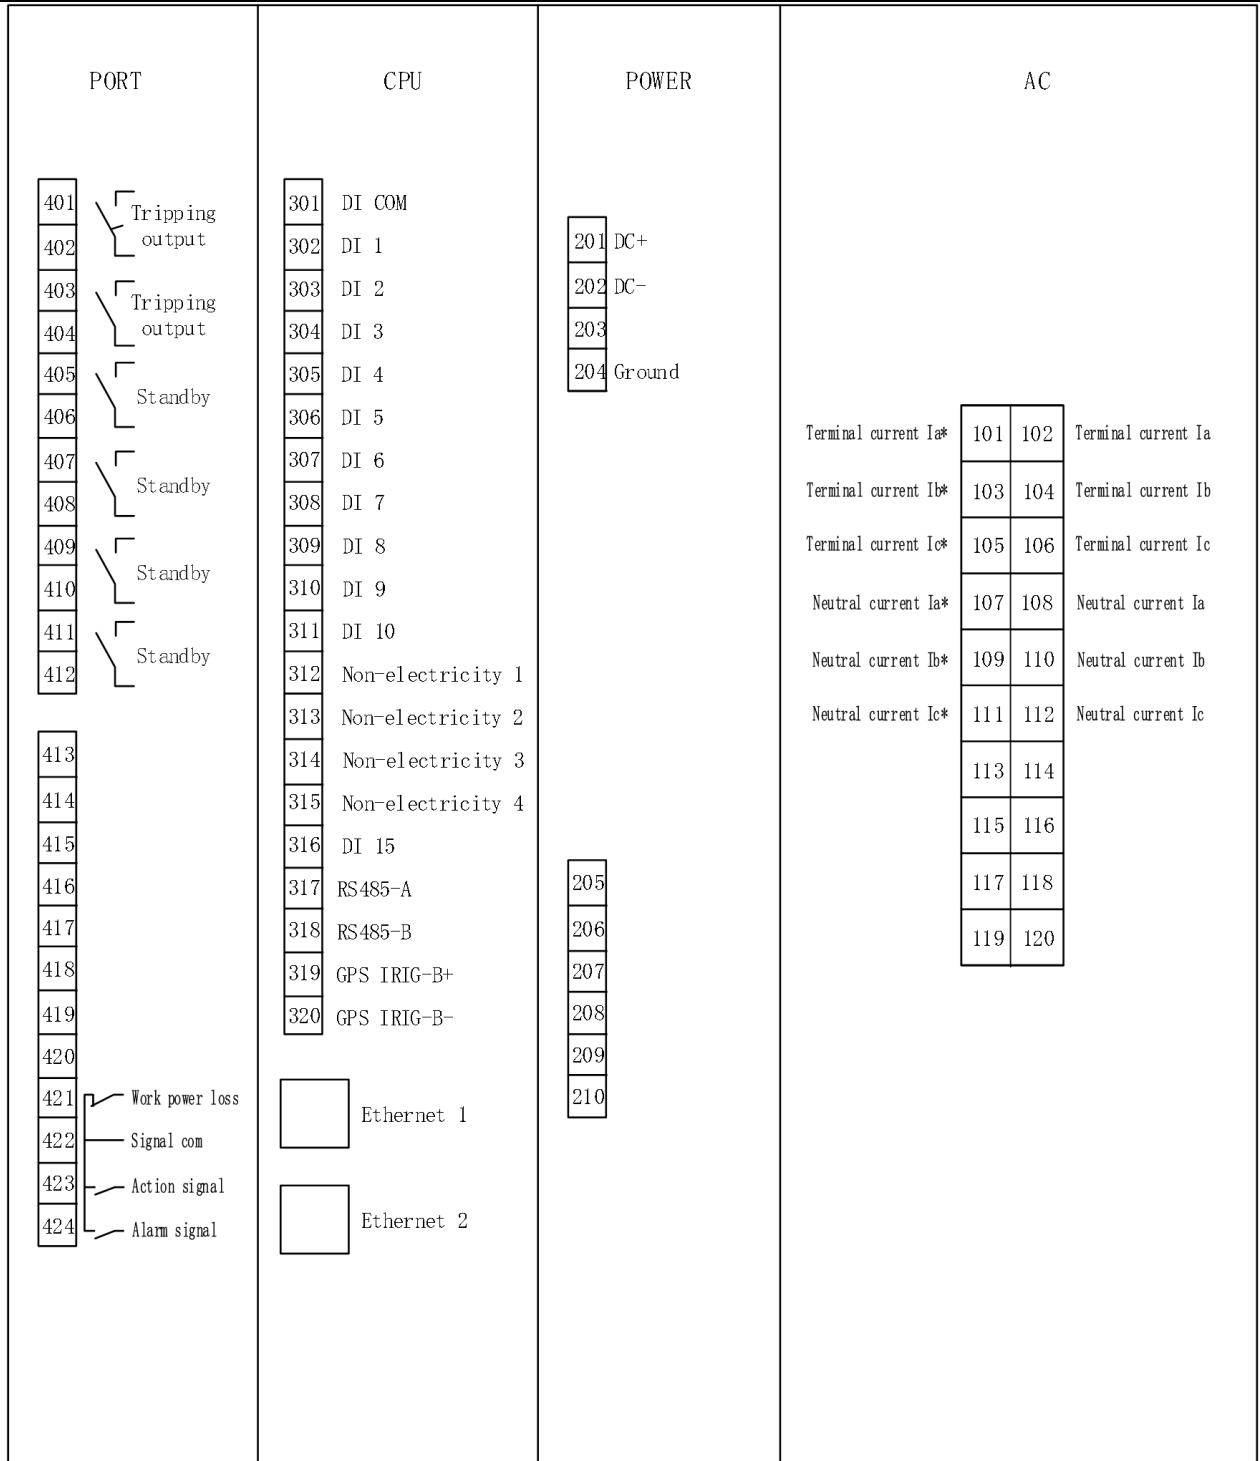 PORT
401
Tripping
402
output
403
Tripping
404
output
405
Standby
406
407
Standby
408
409
Standby
410
411
Standby
412
413
414
415
416
417
418
419
420
421 Work power loss
422 Signal com
423 Action signal
424 Alarm signal
CPU
301 DI COM
302 DI 1
303 DI 2
304 DI 3
305 DI 4
306 DI 5
307 DI 6
308 DI 7
309 DI 8
310 DI 9
311 DI 10
312 Non-electricity 1
313 Non-electricity 2
314 Non-electricity 3
315 Non-electricity 4
316 DI 15
317 RS485-A
318 RS485-B
319 GPS IRIG-B+
320 GPS IRIG-B-
Ethernet 1
Ethernet 2
POWER
201 DC+
202 DC-
203
204 Ground
205
206
207
208
209
210
AC
Terminal current Ia* 101 102 Terminal current Ia
Terminal current Ib* 103 104 Terminal current Ib
Terminal current Ic* 105 106 Terminal current Ic
Neutral current Ia* 107 108 Neutral current Ia
Neutral current Ib* 109 110 Neutral current Ib
Neutral current Ic* 111 112 Neutral current Ic
113 114
115 116
117 118
119 120